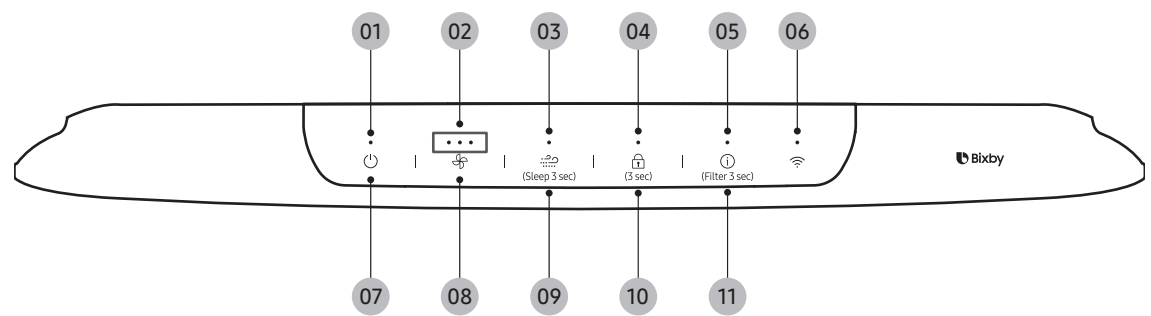 01 02 03 04 05 06
(Sleep 3 sec) (3 sec) (Filter 3 sec)
Bixby
07 08 09 10 11